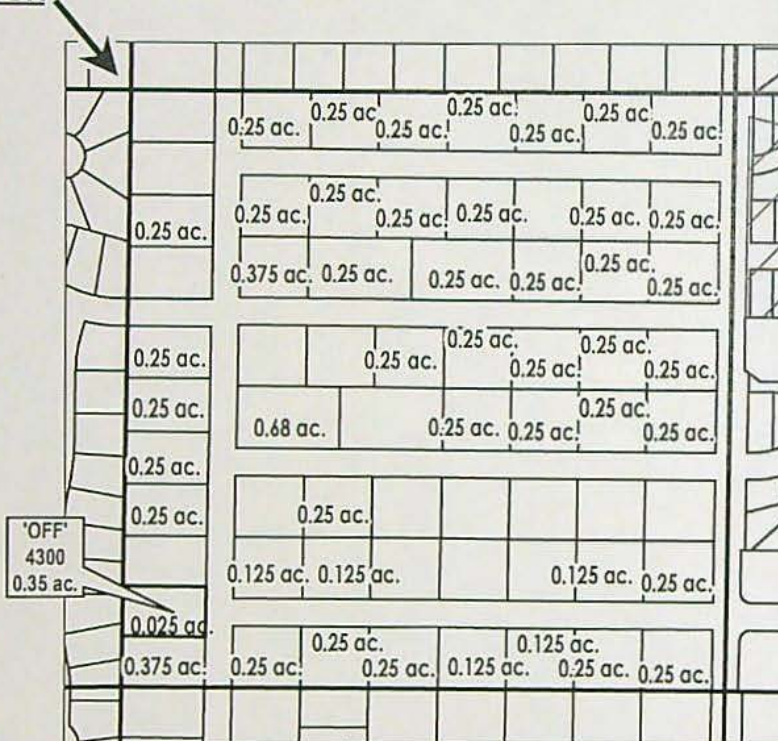 0.25 ac. 0.25 ac. 0.25 ac. 0.25 ac. 0.25 ac. 0.25 ac. 0.25 ac.
0.25 ac. 0.25 ac. 0.25 ac. 0.25 ac. 0.25 ac. 0.25 ac. 0.25 ac.
0.375 ac. 0.25 ac. 0.25 ac. 0.25 ac. 0.25 ac. 0.25 ac.
0.25 ac. 0.25 ac. 0.25 ac. 0.25 ac. 0.25 ac. 0.25 ac.
0.25 ac. 0.68 ac. 0.25 ac. 0.25 ac. 0.25 ac. 0.25 ac.
0.25 ac.
0.25 ac. 0.25 ac.
'OFF'
4300
0.35 ac.
0.125 ac. 0.125 ac. 0.125 ac. 0.25 ac.
0.025 ac.
0.375 ac. 0.25 ac. 0.25 ac. 0.25 ac. 0.125 ac. 0.125 ac. 0.25 ac. 0.25 ac.